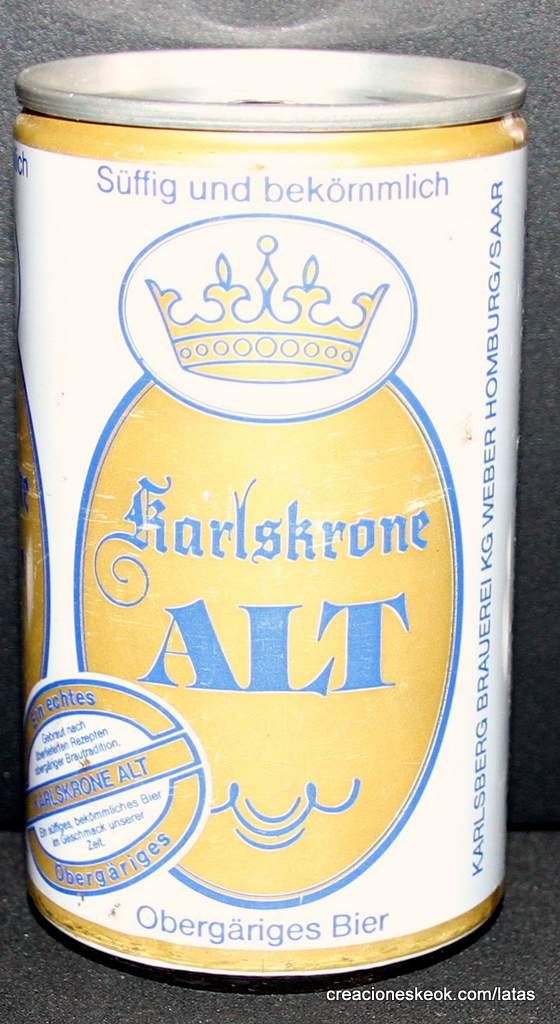 Süffig und bekömmlich
Karlskrone
ALT
Ein echtes
Gebraut nach
überlieferten Rezepten
obergäriger Brautradition.
KARLSKRONE ALT
Ein süffiges, bekömmliches Bier
im Geschmack unserer
Zeit.
Obergäriges
Obergäriges Bier
KARLSBERG BRAUEREI KG WEBER HOMBURG/SAAR
creacioneskeok.com/latas